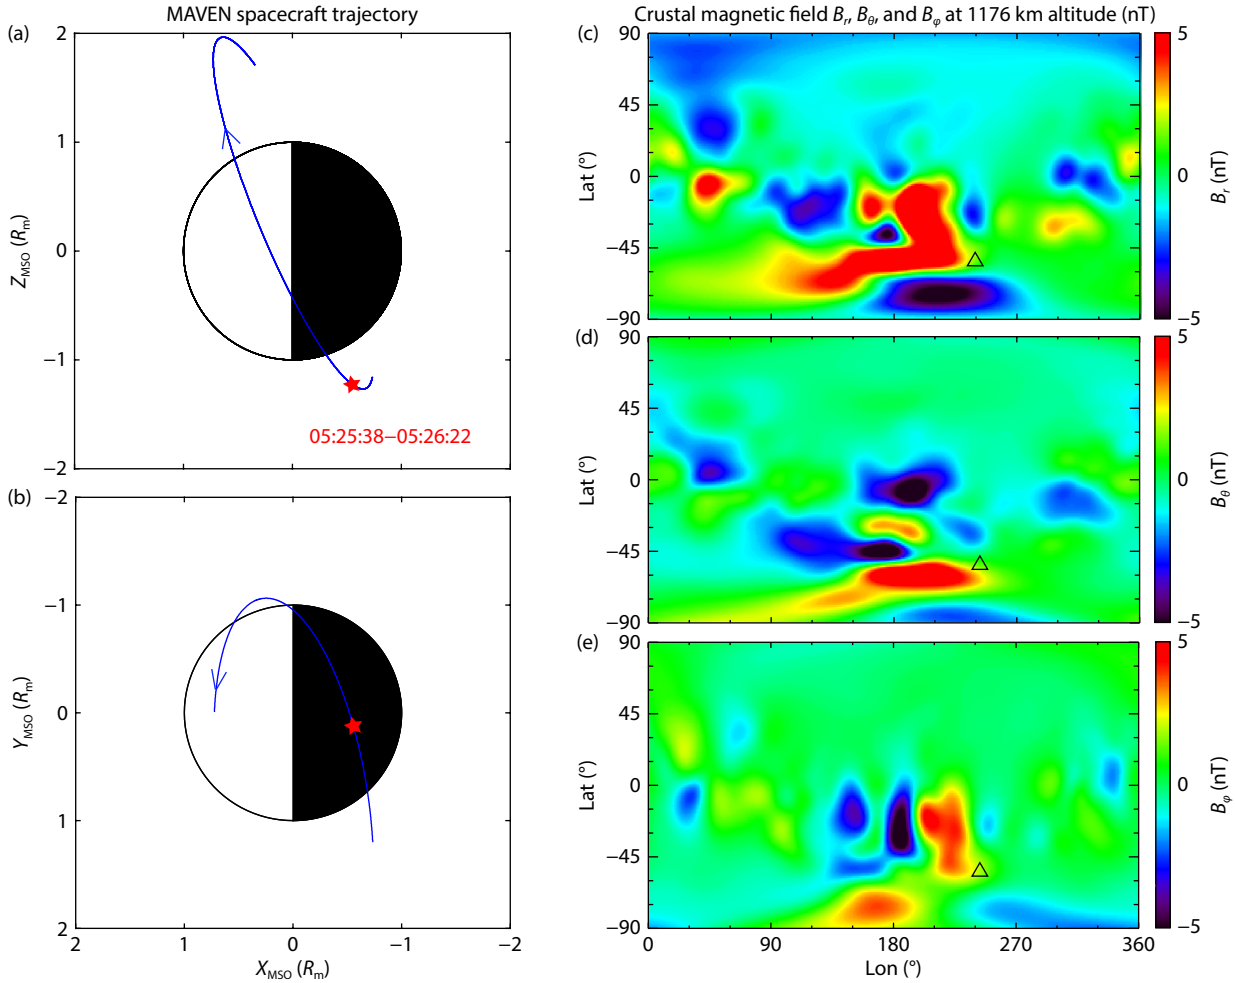 MAVEN spacecraft trajectory
(a)
2
1
0
−1
−2
Z_MSO (R_m)
05:25:38−05:26:22
(b)
−2
−1
0
1
2
Y_MSO (R_m)
2 1 0 −1 −2
X_MSO (R_m)
Crustal magnetic field B_r, B_θ, and B_φ at 1176 km altitude (nT)
(c)
90
45
0
−45
−90
Lat (°)
5
0
−5
B_r (nT)
(d)
90
45
0
−45
−90
Lat (°)
5
0
−5
B_θ (nT)
(e)
90
45
0
−45
−90
Lat (°)
5
0
−5
B_φ (nT)
0 90 180 270 360
Lon (°)